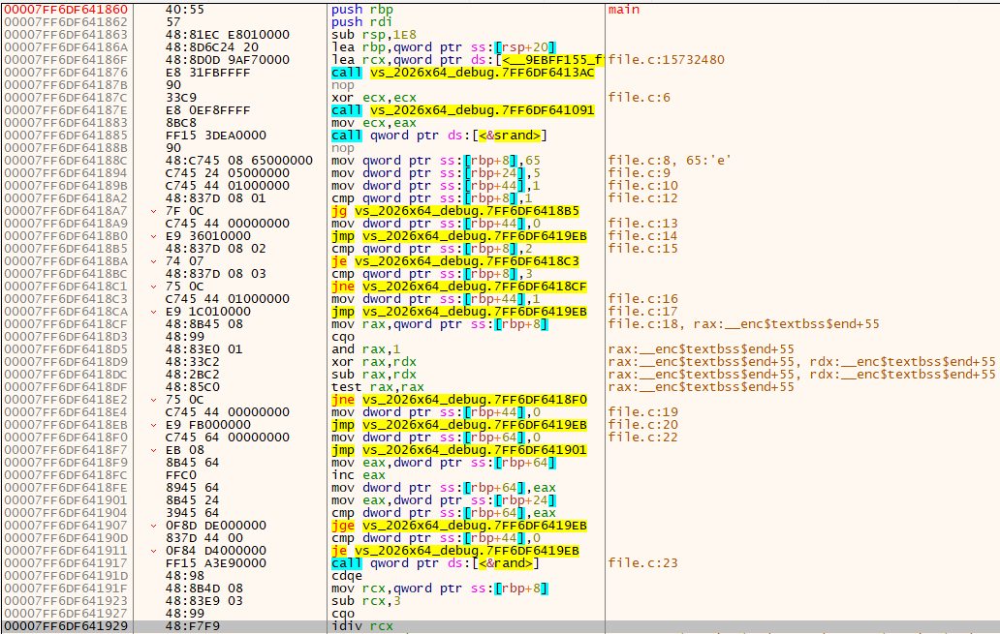 00007FF6DF641860 40:55 push rbp main
00007FF6DF641862 57 push rdi
00007FF6DF641863 48:81EC E8010000 sub rsp,1E8
00007FF6DF64186A 48:8D6C24 20 lea rbp,qword ptr ss:[rsp+20]
00007FF6DF64186F 48:8D0D 9AF70000 lea rcx,qword ptr ds:[<__9EBFF155_f file.c:15732480
00007FF6DF641876 E8 31FBFFFF call vs_2026x64_debug.7FF6DF6413AC
00007FF6DF64187B 90 nop
00007FF6DF64187C 33C9 xor ecx,ecx file.c:6
00007FF6DF64187E E8 0EF8FFFF call vs_2026x64_debug.7FF6DF641091
00007FF6DF641883 8BC8 mov ecx,eax
00007FF6DF641885 FF15 3DEA0000 call qword ptr ds:[<&srand>]
00007FF6DF64188B 90 nop
00007FF6DF64188C 48:C745 08 65000000 mov qword ptr ss:[rbp+8],65 file.c:8, 65:'e'
00007FF6DF641894 C745 24 05000000 mov dword ptr ss:[rbp+24],5 file.c:9
00007FF6DF64189B C745 44 01000000 mov dword ptr ss:[rbp+44],1 file.c:10
00007FF6DF6418A2 48:837D 08 01 cmp qword ptr ss:[rbp+8],1 file.c:12
00007FF6DF6418A7 7F 0C jg vs_2026x64_debug.7FF6DF6418B5
00007FF6DF6418A9 C745 44 00000000 mov dword ptr ss:[rbp+44],0 file.c:13
00007FF6DF6418B0 E9 36010000 jmp vs_2026x64_debug.7FF6DF6419EB file.c:14
00007FF6DF6418B5 48:837D 08 02 cmp qword ptr ss:[rbp+8],2 file.c:15
00007FF6DF6418BA 74 07 je vs_2026x64_debug.7FF6DF6418C3
00007FF6DF6418BC 48:837D 08 03 cmp qword ptr ss:[rbp+8],3
00007FF6DF6418C1 75 0C jne vs_2026x64_debug.7FF6DF6418CF
00007FF6DF6418C3 C745 44 01000000 mov dword ptr ss:[rbp+44],1 file.c:16
00007FF6DF6418CA E9 1C010000 jmp vs_2026x64_debug.7FF6DF6419EB file.c:17
00007FF6DF6418CF 48:8B45 08 mov rax,qword ptr ss:[rbp+8] file.c:18, rax:__enc$textbss$end+55
00007FF6DF6418D3 48:99 cqo
00007FF6DF6418D5 48:83E0 01 and rax,1 rax:__enc$textbss$end+55
00007FF6DF6418D9 48:33C2 xor rax,rdx rax:__enc$textbss$end+55, rdx:__enc$textbss$end+55
00007FF6DF6418DC 48:2BC2 sub rax,rdx rax:__enc$textbss$end+55, rdx:__enc$textbss$end+55
00007FF6DF6418DF 48:85C0 test rax,rax rax:__enc$textbss$end+55
00007FF6DF6418E2 75 0C jne vs_2026x64_debug.7FF6DF6418F0
00007FF6DF6418E4 C745 44 00000000 mov dword ptr ss:[rbp+44],0 file.c:19
00007FF6DF6418EB E9 FB000000 jmp vs_2026x64_debug.7FF6DF6419EB file.c:20
00007FF6DF6418F0 C745 64 00000000 mov dword ptr ss:[rbp+64],0 file.c:22
00007FF6DF6418F7 EB 08 jmp vs_2026x64_debug.7FF6DF641901
00007FF6DF6418F9 8B45 64 mov eax,dword ptr ss:[rbp+64]
00007FF6DF6418FC FFC0 inc eax
00007FF6DF6418FE 8945 64 mov dword ptr ss:[rbp+64],eax
00007FF6DF641901 8B45 24 mov eax,dword ptr ss:[rbp+24]
00007FF6DF641904 3945 64 cmp dword ptr ss:[rbp+64],eax
00007FF6DF641907 0F8D DE000000 jge vs_2026x64_debug.7FF6DF6419EB
00007FF6DF64190D 837D 44 00 cmp dword ptr ss:[rbp+44],0
00007FF6DF641911 0F84 D4000000 je vs_2026x64_debug.7FF6DF6419EB
00007FF6DF641917 FF15 A3E90000 call qword ptr ds:[<&rand>] file.c:23
00007FF6DF64191D 48:98 cdqe
00007FF6DF64191F 48:8B4D 08 mov rcx,qword ptr ss:[rbp+8]
00007FF6DF641923 48:83E9 03 sub rcx,3
00007FF6DF641927 48:99 cqo
00007FF6DF641929 48:F7F9 idiv rcx